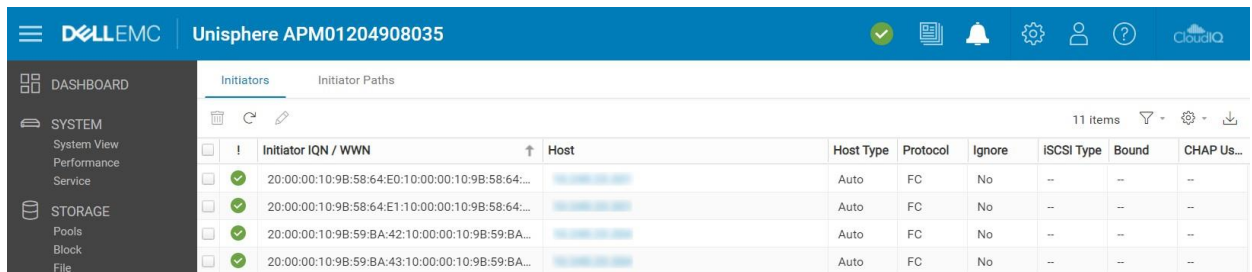 DELLEMC Unisphere APM01204908035 CloudIQ
DASHBOARD
SYSTEM
System View
Performance
Service
STORAGE
Pools
Block
File
Initiators Initiator Paths
11 items
! Initiator IQN / WWN Host Host Type Protocol Ignore iSCSI Type Bound CHAP Us...
20:00:00:10:9B:58:64:E0:10:00:00:10:9B:58:64:... Auto FC No -- -- --
20:00:00:10:9B:58:64:E1:10:00:00:10:9B:58:64:... Auto FC No -- -- --
20:00:00:10:9B:59:BA:42:10:00:00:10:9B:59:BA... Auto FC No -- -- --
20:00:00:10:9B:59:BA:43:10:00:00:10:9B:59:BA... Auto FC No -- -- --